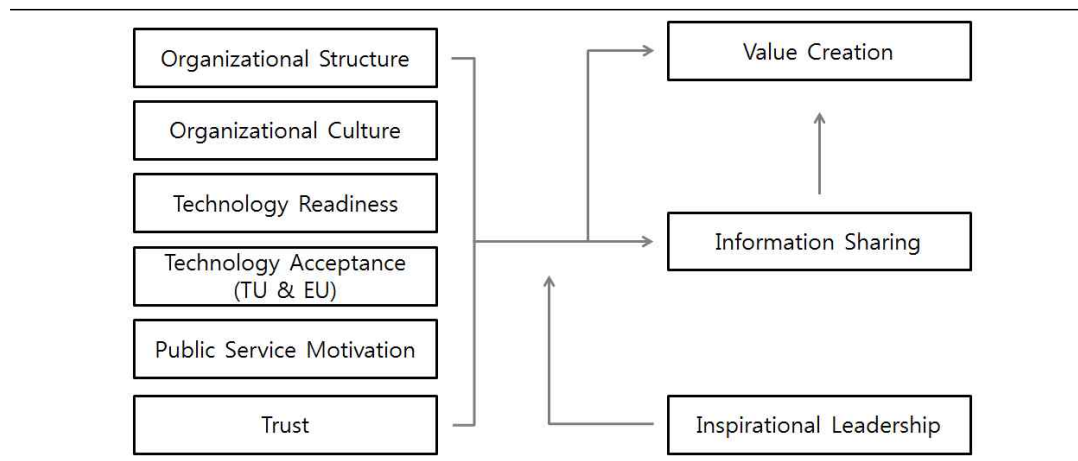 Organizational Structure
Organizational Culture
Technology Readiness
Technology Acceptance
(TU & EU)
Public Service Motivation
Trust
Value Creation
Information Sharing
Inspirational Leadership